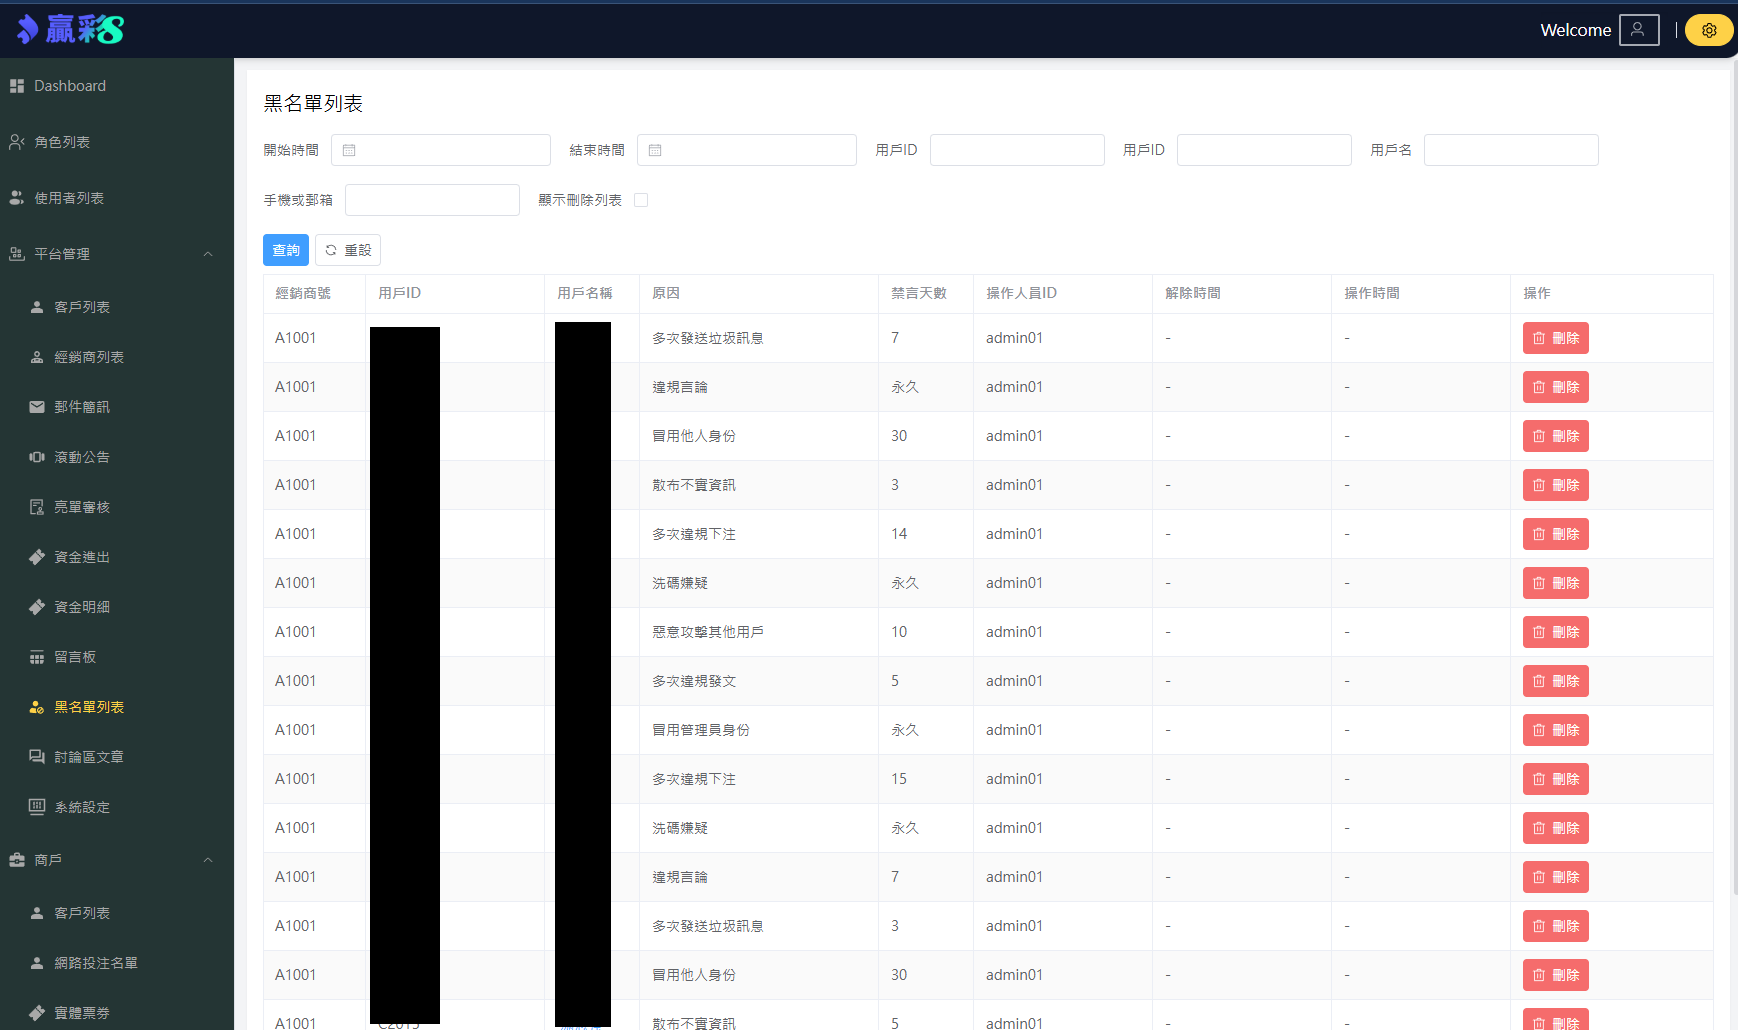 贏彩8
Welcome
Dashboard
角色列表
使用者列表
平台管理
客戶列表
經銷商列表
郵件簡訊
滾動公告
亮單審核
資金進出
資金明細
留言板
黑名單列表
討論區文章
系統設定
商戶
客戶列表
網路投注名單
實體票券
黑名單列表
開始時間 結束時間 用戶ID 用戶ID 用戶名
手機或郵箱 顯示刪除列表
查詢 重設
經銷商號 用戶ID 用戶名稱 原因 禁言天數 操作人員ID 解除時間 操作時間 操作
A1001 多次發送垃圾訊息 7 admin01 - - 刪除
A1001 違規言論 永久 admin01 - - 刪除
A1001 冒用他人身份 30 admin01 - - 刪除
A1001 散布不實資訊 3 admin01 - - 刪除
A1001 多次違規下注 14 admin01 - - 刪除
A1001 洗碼嫌疑 永久 admin01 - - 刪除
A1001 惡意攻擊其他用戶 10 admin01 - - 刪除
A1001 多次違規發文 5 admin01 - - 刪除
A1001 冒用管理員身份 永久 admin01 - - 刪除
A1001 多次違規下注 15 admin01 - - 刪除
A1001 洗碼嫌疑 永久 admin01 - - 刪除
A1001 違規言論 7 admin01 - - 刪除
A1001 多次發送垃圾訊息 3 admin01 - - 刪除
A1001 冒用他人身份 30 admin01 - - 刪除
A1001 散布不實資訊 5 admin01 - - 刪除